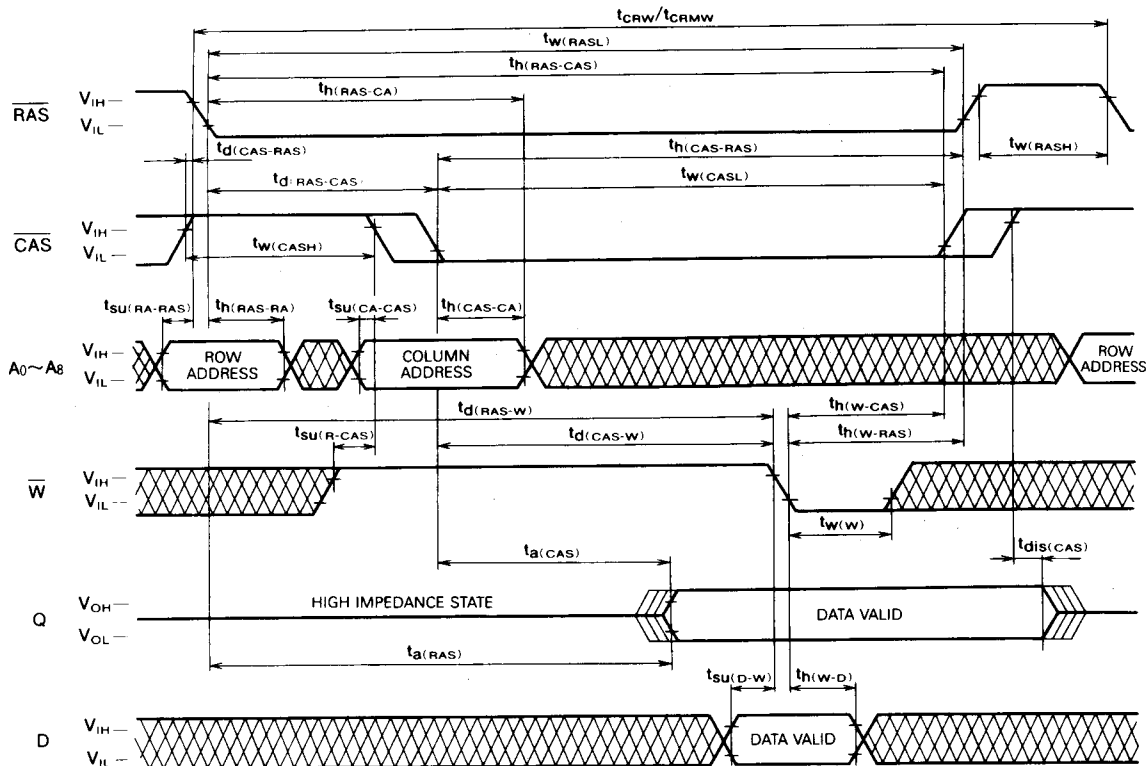 tCRW/tCRMW
tW(RASL)
th(RAS-CAS)
th(RAS-CA)
RAS
VIH
VIL
td(CAS-RAS)
th(CAS-RAS)
tW(RASH)
td(RAS-CAS)
tW(CASL)
CAS
VIH
VIL
tW(CASH)
tsu(RA-RAS)
th(RAS-RA)
tsu(CA-CAS)
th(CAS-CA)
A0~A8
VIH
VIL
ROW
ADDRESS
COLUMN
ADDRESS
ROW
ADDRESS
td(RAS-W)
th(W-CAS)
tsu(R-CAS)
td(CAS-W)
th(W-RAS)
W
VIH
VIL
tW(W)
ta(CAS)
tdis(CAS)
Q
VOH
VOL
HIGH IMPEDANCE STATE
DATA VALID
ta(RAS)
tsu(D-W)
th(W-D)
D
VIH
VIL
DATA VALID